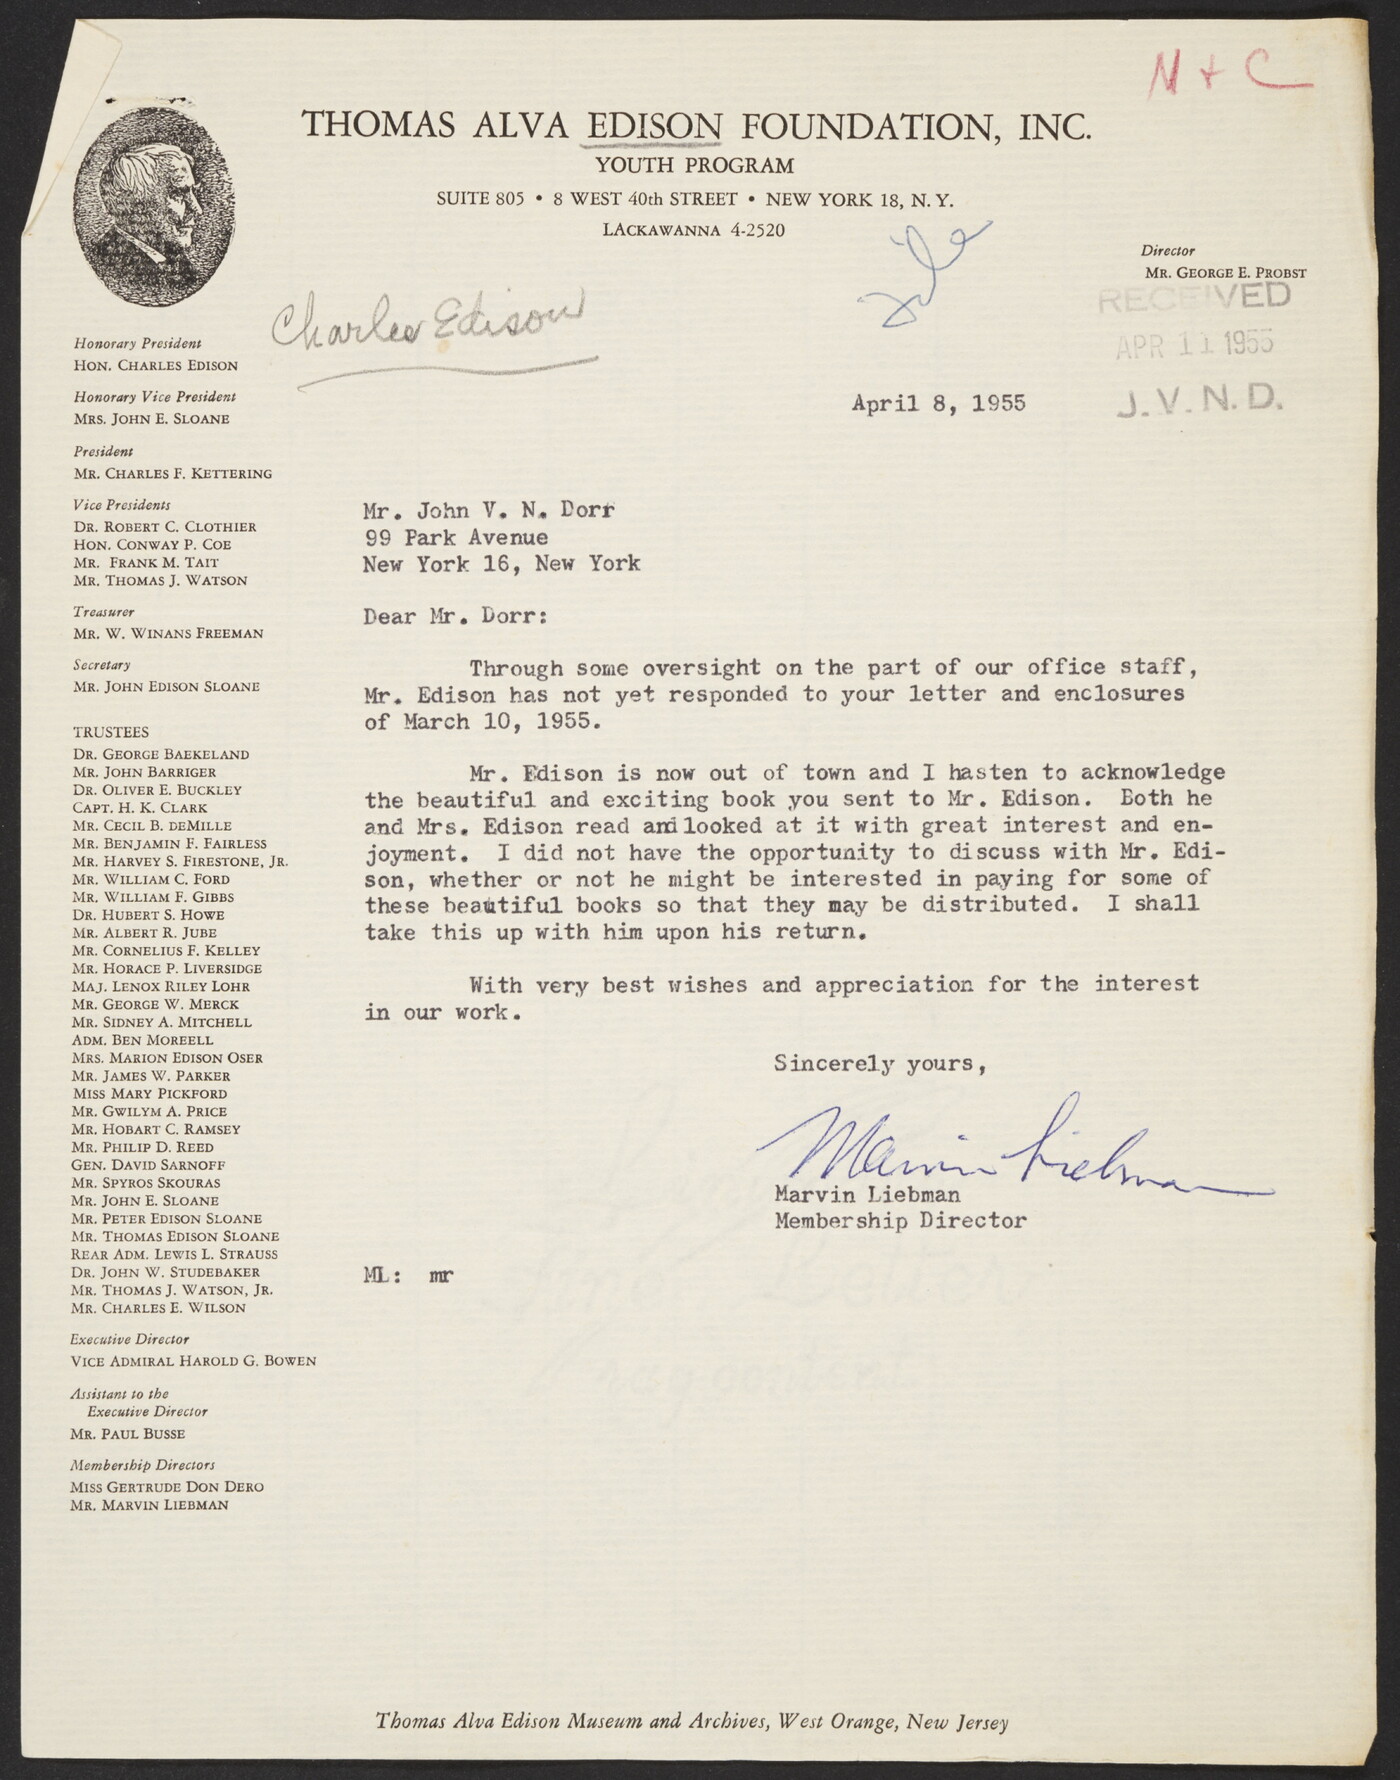 N + C
THOMAS ALVA EDISON FOUNDATION, INC.
YOUTH PROGRAM
SUITE 805 • 8 WEST 40th STREET • NEW YORK 18, N. Y.
LACKAWANNA 4-2520
file
Director
MR. GEORGE E. PROBST
RECEIVED
APR 11 1955
J. V. N. D.
Charles Edison
Honorary President
HON. CHARLES EDISON
Honorary Vice President
MRS. JOHN E. SLOANE
President
MR. CHARLES F. KETTERING
Vice Presidents
DR. ROBERT C. CLOTHIER
HON. CONWAY P. COE
MR. FRANK M. TAIT
MR. THOMAS J. WATSON
Treasurer
MR. W. WINANS FREEMAN
Secretary
MR. JOHN EDISON SLOANE
TRUSTEES
DR. GEORGE BAEKELAND
MR. JOHN BARRIGER
DR. OLIVER E. BUCKLEY
CAPT. H. K. CLARK
MR. CECIL B. DEMILLE
MR. BENJAMIN F. FAIRLESS
MR. HARVEY S. FIRESTONE, JR.
MR. WILLIAM C. FORD
MR. WILLIAM F. GIBBS
DR. HUBERT S. HOWE
MR. ALBERT R. JUBE
MR. CORNELIUS F. KELLEY
MR. HORACE P. LIVERSIDGE
MAJ. LENOX RILEY LOHR
MR. GEORGE W. MERCK
MR. SIDNEY A. MITCHELL
ADM. BEN MOREELL
MRS. MARION EDISON OSER
MR. JAMES W. PARKER
MISS MARY PICKFORD
MR. GWILYM A. PRICE
MR. HOBART C. RAMSEY
MR. PHILIP D. REED
GEN. DAVID SARNOFF
MR. SPYROS SKOURAS
MR. JOHN E. SLOANE
MR. PETER EDISON SLOANE
MR. THOMAS EDISON SLOANE
REAR ADM. LEWIS L. STRAUSS
DR. JOHN W. STUDEBAKER
MR. THOMAS J. WATSON, JR.
MR. CHARLES E. WILSON
Executive Director
VICE ADMIRAL HAROLD G. BOWEN
Assistant to the
Executive Director
MR. PAUL BUSSE
Membership Directors
MISS GERTRUDE DON DERO
MR. MARVIN LIEBMAN
April 8, 1955
Mr. John V. N. Dorr
99 Park Avenue
New York 16, New York
Dear Mr. Dorr:
Through some oversight on the part of our office staff,
Mr. Edison has not yet responded to your letter and enclosures
of March 10, 1955.
Mr. Edison is now out of town and I hasten to acknowledge
the beautiful and exciting book you sent to Mr. Edison. Both he
and Mrs. Edison read and looked at it with great interest and en-
joyment. I did not have the opportunity to discuss with Mr. Edi-
son, whether or not he might be interested in paying for some of
these beautiful books so that they may be distributed. I shall
take this up with him upon his return.
With very best wishes and appreciation for the interest
in our work.
Sincerely yours,
Marvin Liebman
Marvin Liebman
Membership Director
ML: mr
Thomas Alva Edison Museum and Archives, West Orange, New Jersey